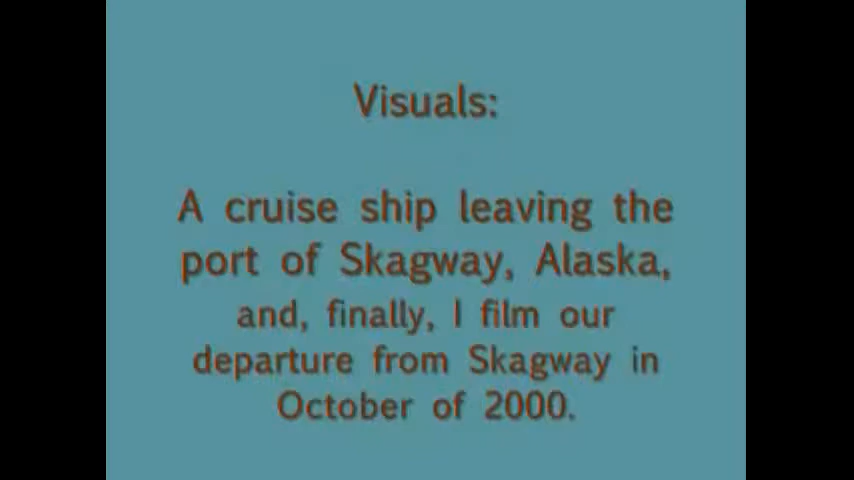 Visuals:
A cruise ship leaving the
port of Skagway, Alaska,
and, finally, I film our
departure from Skagway in
October of 2000.